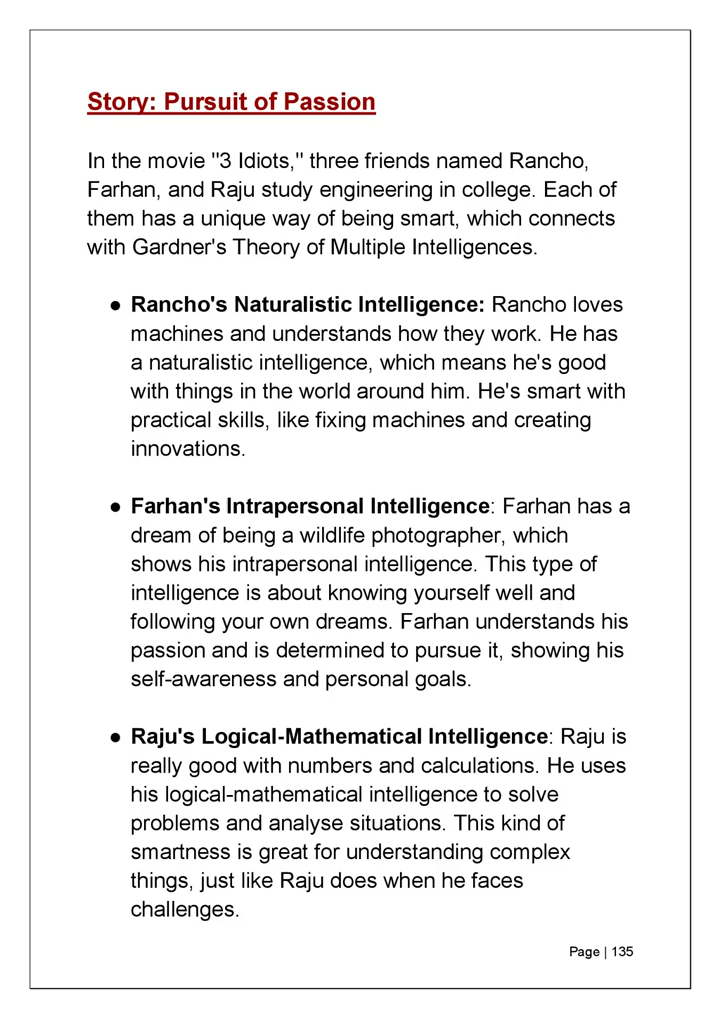 Story: Pursuit of Passion
In the movie "3 Idiots," three friends named Rancho,
Farhan, and Raju study engineering in college. Each of
them has a unique way of being smart, which connects
with Gardner's Theory of Multiple Intelligences.
● Rancho's Naturalistic Intelligence: Rancho loves
machines and understands how they work. He has
a naturalistic intelligence, which means he's good
with things in the world around him. He's smart with
practical skills, like fixing machines and creating
innovations.
● Farhan's Intrapersonal Intelligence: Farhan has a
dream of being a wildlife photographer, which
shows his intrapersonal intelligence. This type of
intelligence is about knowing yourself well and
following your own dreams. Farhan understands his
passion and is determined to pursue it, showing his
self-awareness and personal goals.
● Raju's Logical-Mathematical Intelligence: Raju is
really good with numbers and calculations. He uses
his logical-mathematical intelligence to solve
problems and analyse situations. This kind of
smartness is great for understanding complex
things, just like Raju does when he faces
challenges.
Page | 135